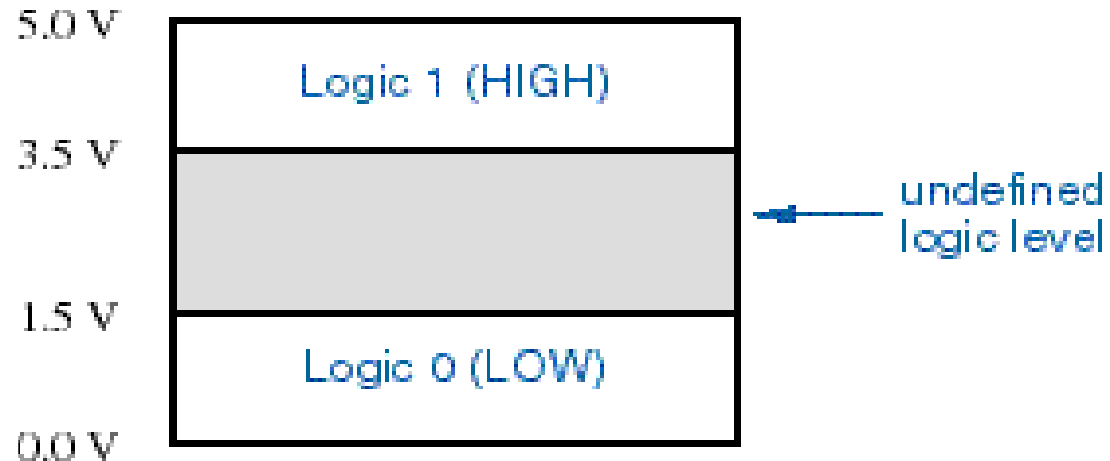 5.0 V
Logic 1 (HIGH)
3.5 V
undefined
logic level
1.5 V
Logic 0 (LOW)
0.0 V